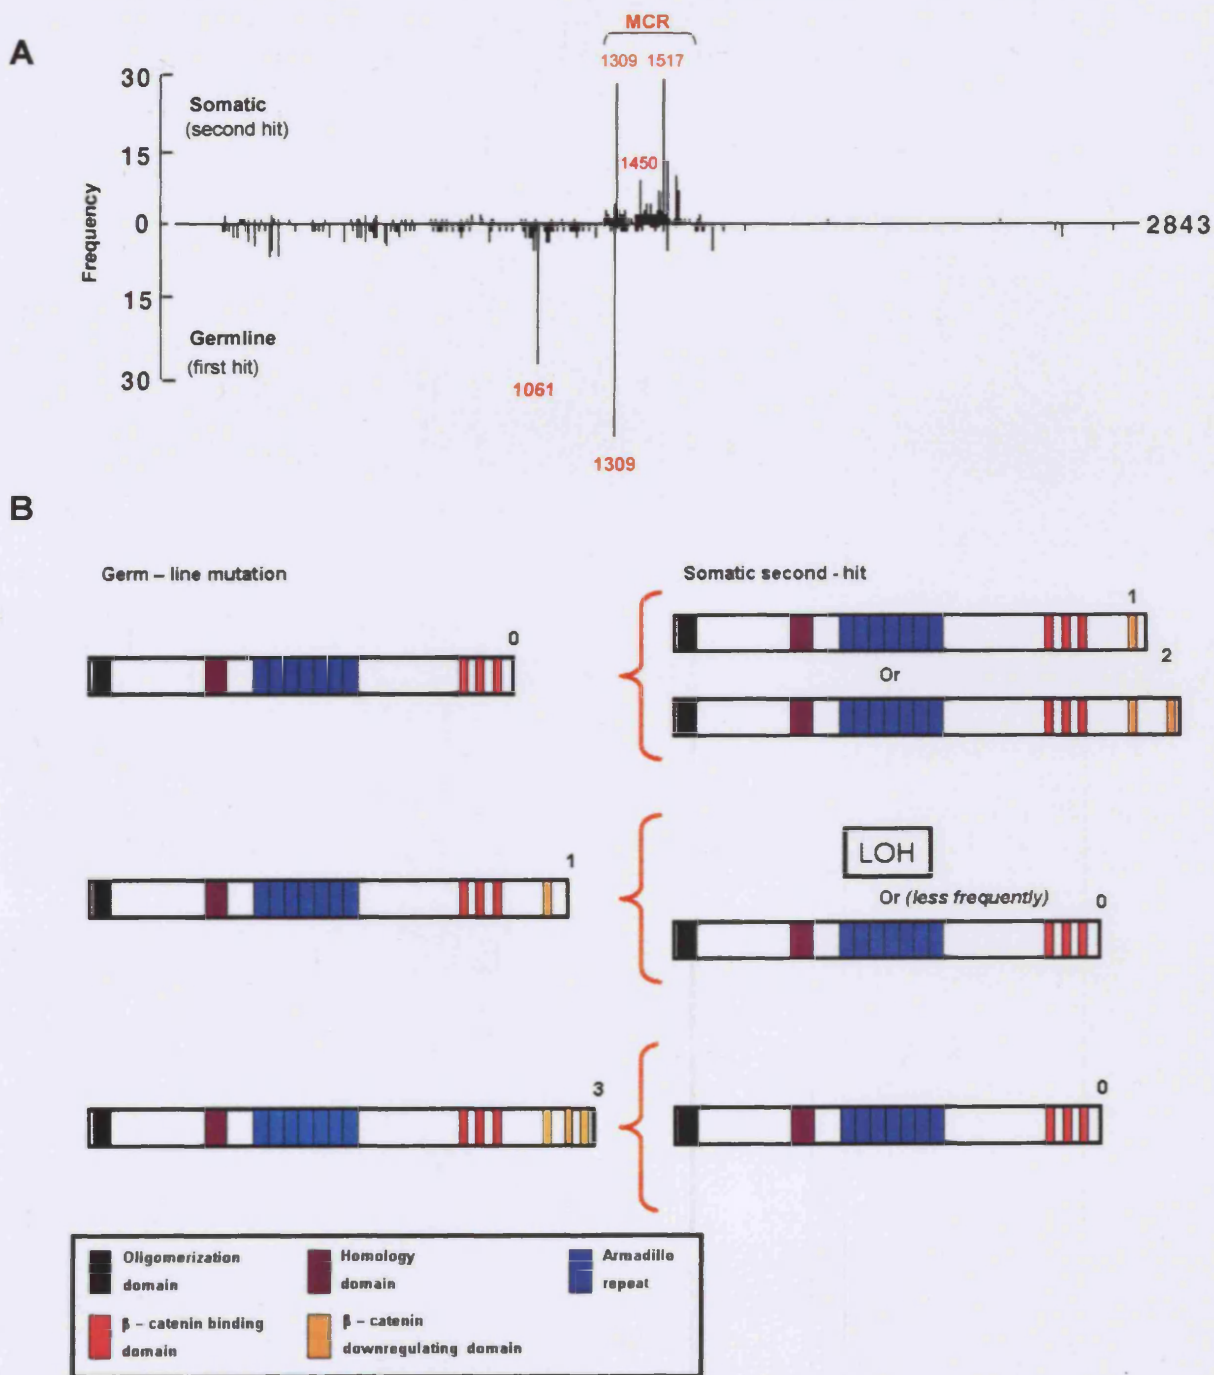 MCR
A
1309 1517
30
Somatic
(second hit)
15
1450
0
2843
Frequency
15
Germline
(first hit)
30
1061
1309
B
Germ – line mutation
Somatic second - hit
1
0
2
Or
LOH
1
Or (less frequently)
0
3
0
Oligomerization
domain
Homology
domain
Armadillo
repeat
β – catenin binding
domain
β – catenin
downregulating domain